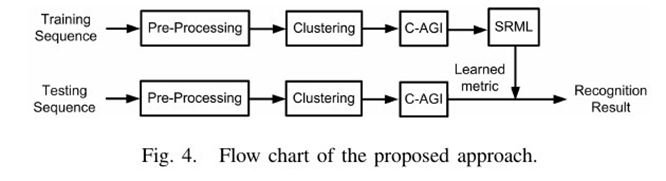 Training
Sequence
Pre-Processing
Clustering
C-AGI
SRML
Learned
metric
Testing
Sequence
Pre-Processing
Clustering
C-AGI
Recognition
Result
Fig. 4. Flow chart of the proposed approach.